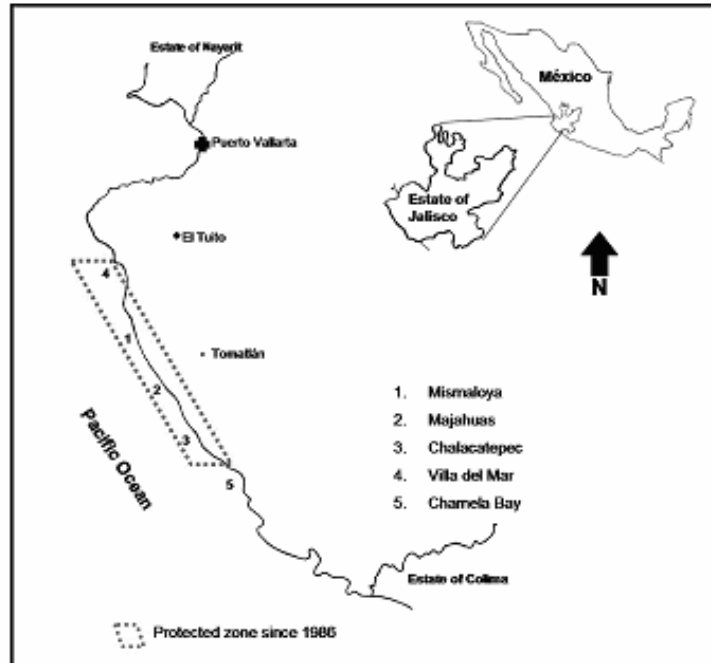 Estate of Nayarit
México
Puerto Vallarta
Estate of
Jalisco
El Tuito
N
4
1
Tomatlán
2
3
5
Pacific Ocean
1. Mismaloya
2. Majahuas
3. Chalacatepec
4. Villa del Mar
5. Chamela Bay
Estate of Colima
Protected zone since 1986